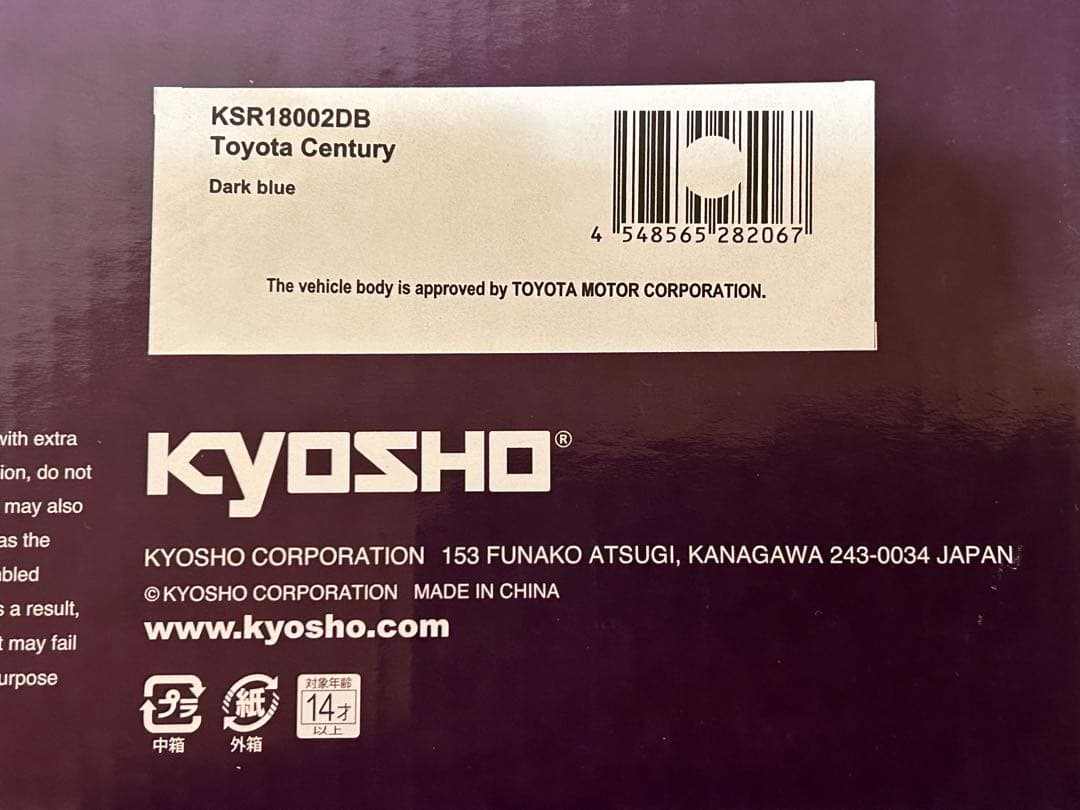 KSR18002DB
Toyota Century
Dark blue
4 548565 282067
The vehicle body is approved by TOYOTA MOTOR CORPORATION.
with extra
ion, do not
may also
as the
mbled
s a result,
t may fail
urpose
KYOSHO®
KYOSHO CORPORATION 153 FUNAKO ATSUGI, KANAGAWA 243-0034 JAPAN
© KYOSHO CORPORATION MADE IN CHINA
www.kyosho.com
プラ
中箱
紙
外箱
対象年齢
14才
以上